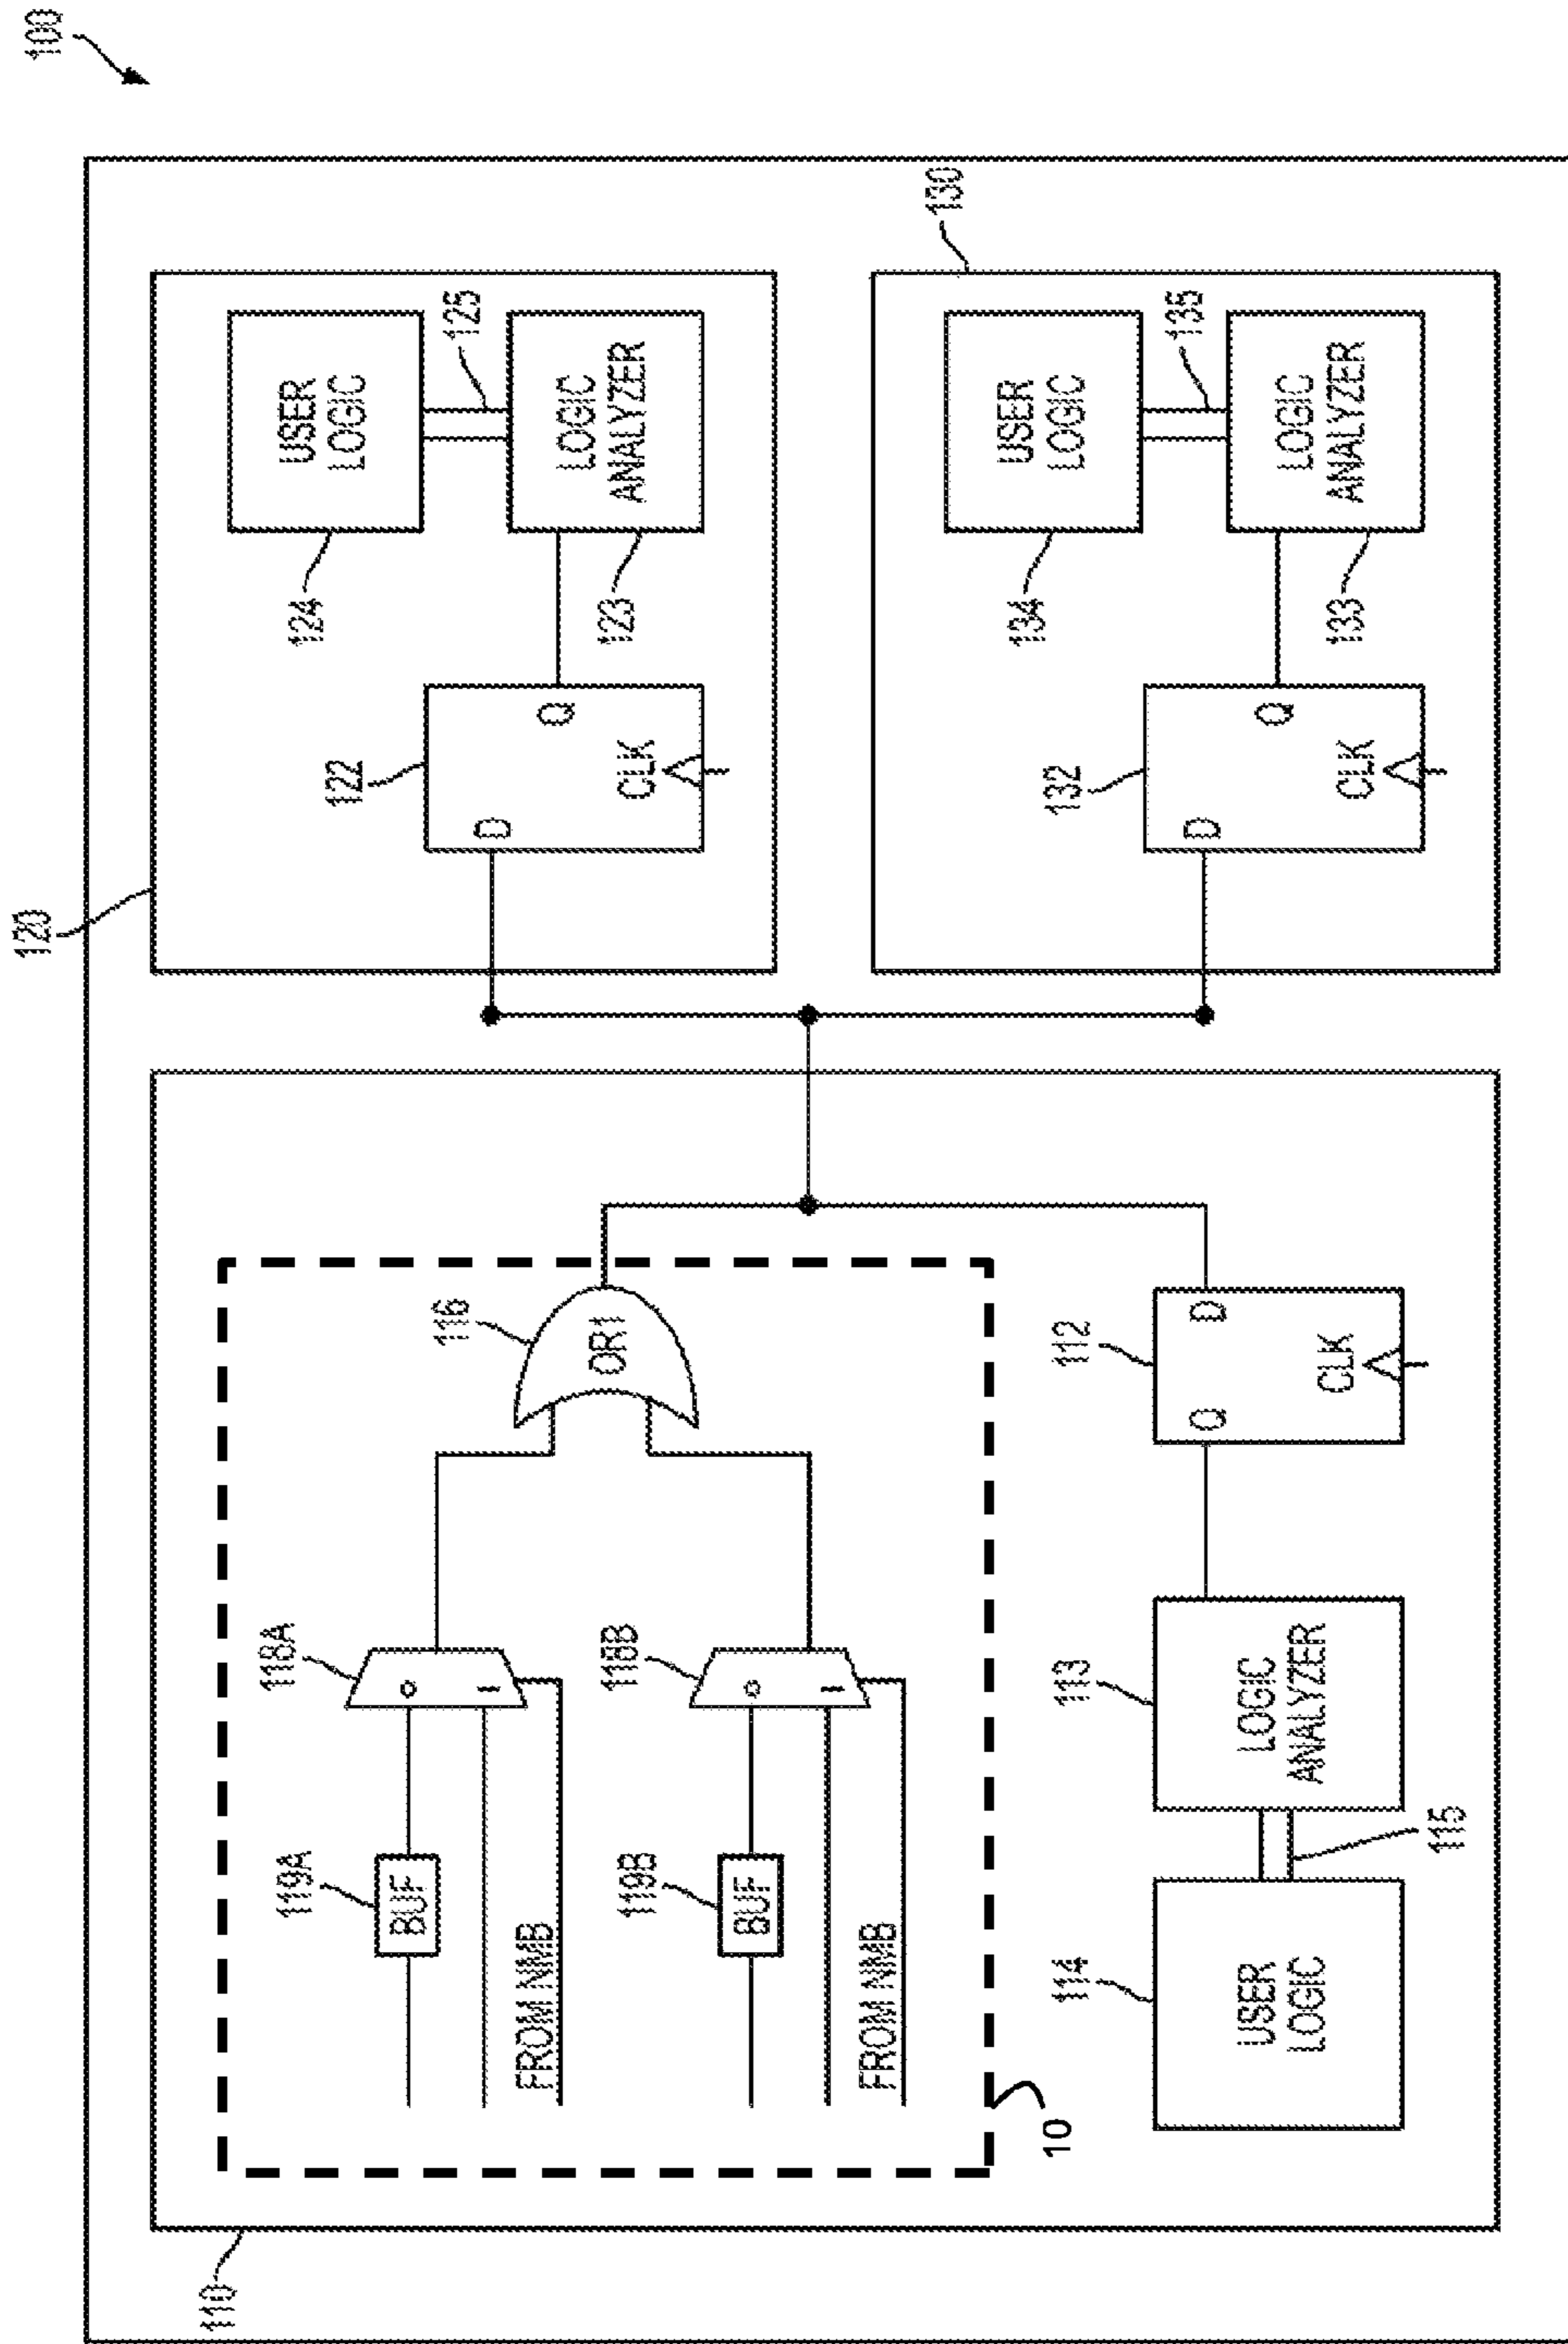 100
110
119A
BUF
118A
0
1
FROM NMB
119B
BUF
118B
0
1
FROM NMB
116
OR1
10
114
USER
LOGIC
115
113
LOGIC
ANALYZER
112
Q
D
CLK
120
122
D
Q
CLK
124
USER
LOGIC
125
123
LOGIC
ANALYZER
130
132
D
Q
CLK
134
USER
LOGIC
135
133
LOGIC
ANALYZER